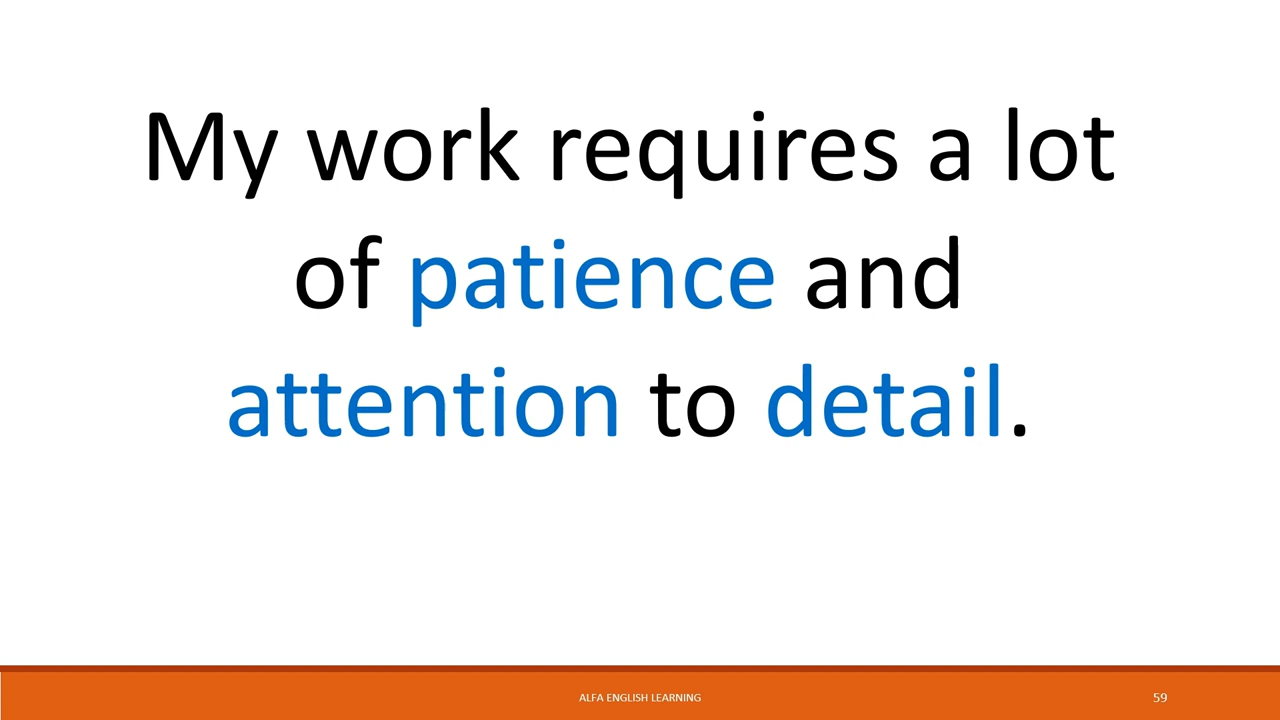 My work requires a lot
of patience and
attention to detail.
ALFA ENGLISH LEARNING
59